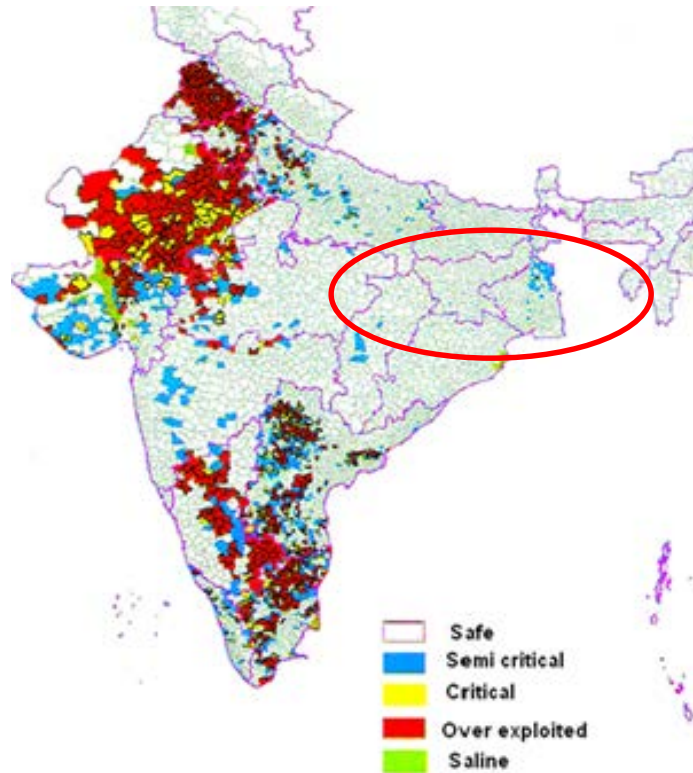 Safe
Semi critical
Critical
Over exploited
Saline